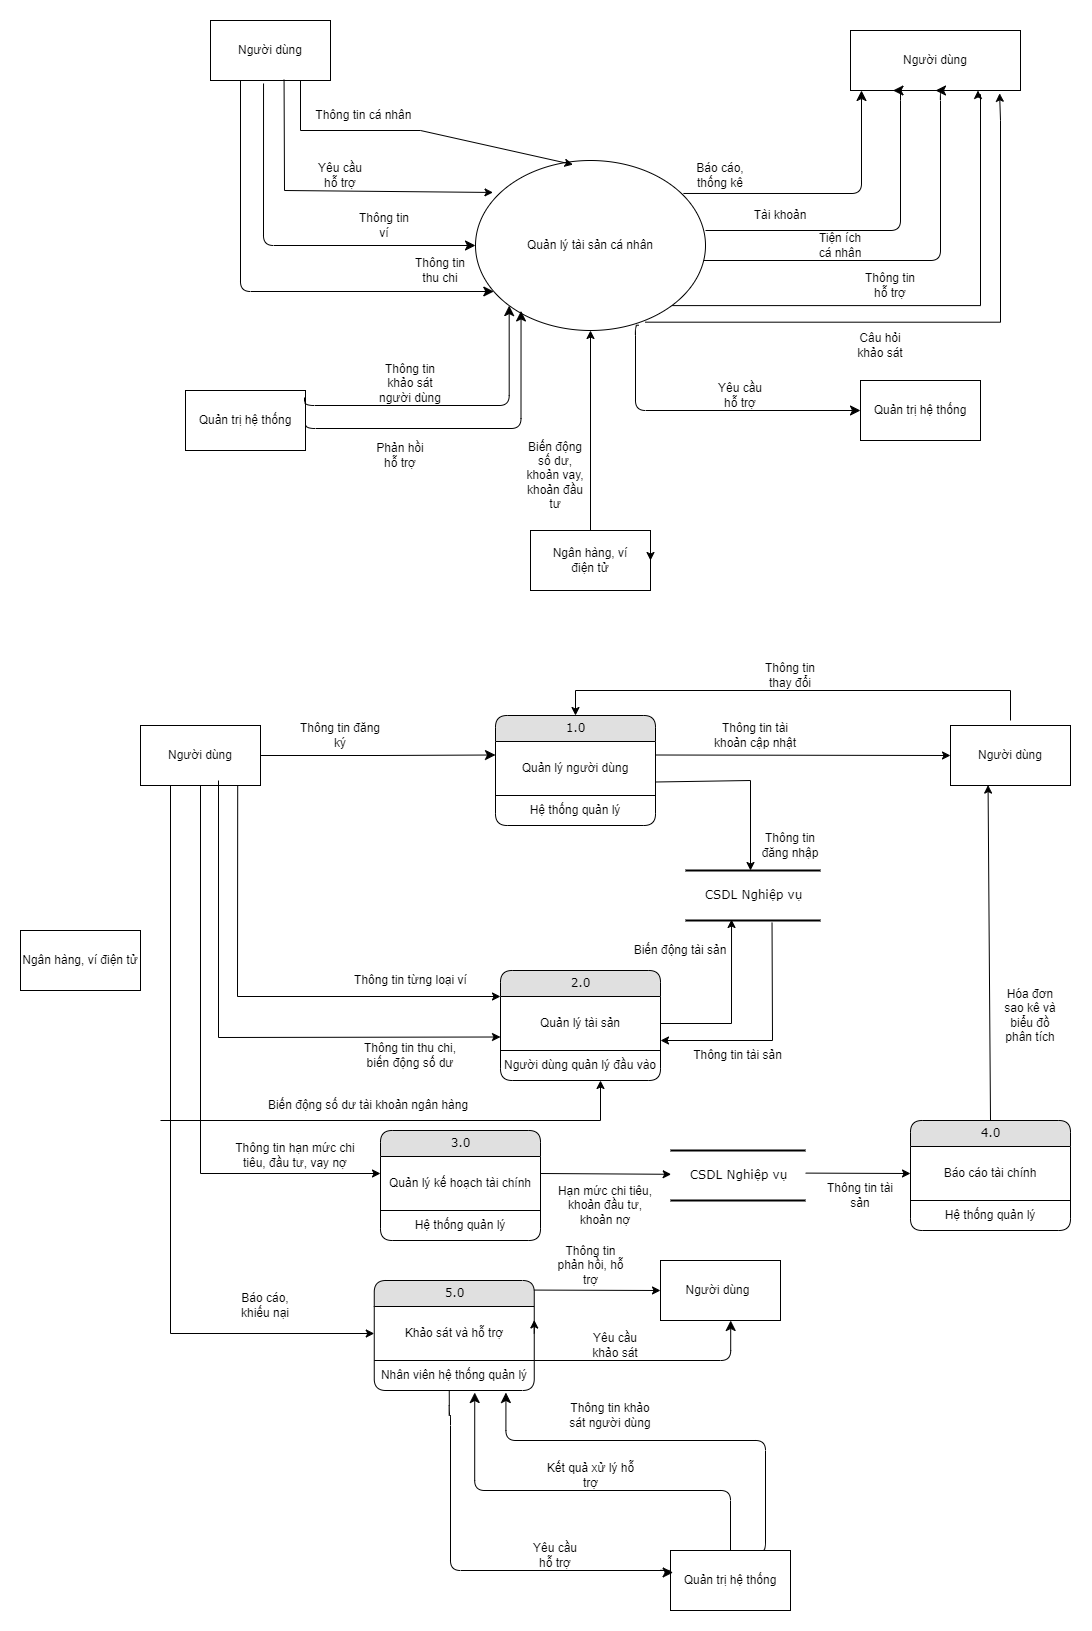 Người dùng
Người dùng
Thông tin cá nhân
Yêu cầu
hỗ trợ
Báo cáo,
thống kê
Thông tin
ví
Tài khoản
Quản lý tài sản cá nhân
Tiện ích
cá nhân
Thông tin
thu chi
Thông tin
hỗ trợ
Câu hỏi
khảo sát
Thông tin
khảo sát
người dùng
Yêu cầu
hỗ trợ
Quản trị hệ thống
Quản trị hệ thống
Phản hồi
hỗ trợ
Biến động
số dư,
khoản vay,
khoản đầu
tư
Ngân hàng, ví
điện tử
Thông tin
thay đổi
Người dùng
Thông tin đăng
ký
1.0
Quản lý người dùng
Hệ thống quản lý
Thông tin tài
khoản cập nhật
Người dùng
Thông tin
đăng nhập
CSDL Nghiệp vụ
Ngân hàng, ví điện tử
Biến động tài sản
Thông tin từng loại ví
2.0
Quản lý tài sản
Người dùng quản lý đầu vào
Hóa đơn
sao kê và
biểu đồ
phân tích
Thông tin thu chi,
biến động số dư
Thông tin tài sản
Biến động số dư tài khoản ngân hàng
Thông tin hạn mức chi
tiêu, đầu tư, vay nợ
3.0
Quản lý kế hoạch tài chính
Hệ thống quản lý
Hạn mức chi tiêu,
khoản đầu tư,
khoản nợ
CSDL Nghiệp vụ
Thông tin tài
sản
4.0
Báo cáo tài chính
Hệ thống quản lý
Thông tin
phản hồi, hỗ
trợ
Người dùng
Báo cáo,
khiếu nại
5.0
Khảo sát và hỗ trợ
Nhân viên hệ thống quản lý
Yêu cầu
khảo sát
Thông tin khảo
sát người dùng
Kết quả xử lý hỗ
trợ
Yêu cầu
hỗ trợ
Quản trị hệ thống